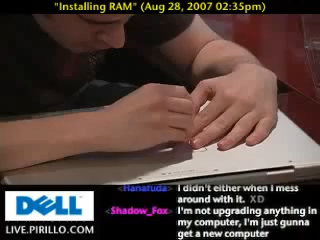 "Installing RAM" (Aug 28, 2007 02:35pm)
DELL
LIVE.PIRILLO.COM
<Hanafuda> I didn't either when I mess
around with it. XD
<Shadow_Fox> I'm not upgrading anything in
my computer, I'm just gunna
get a new computer